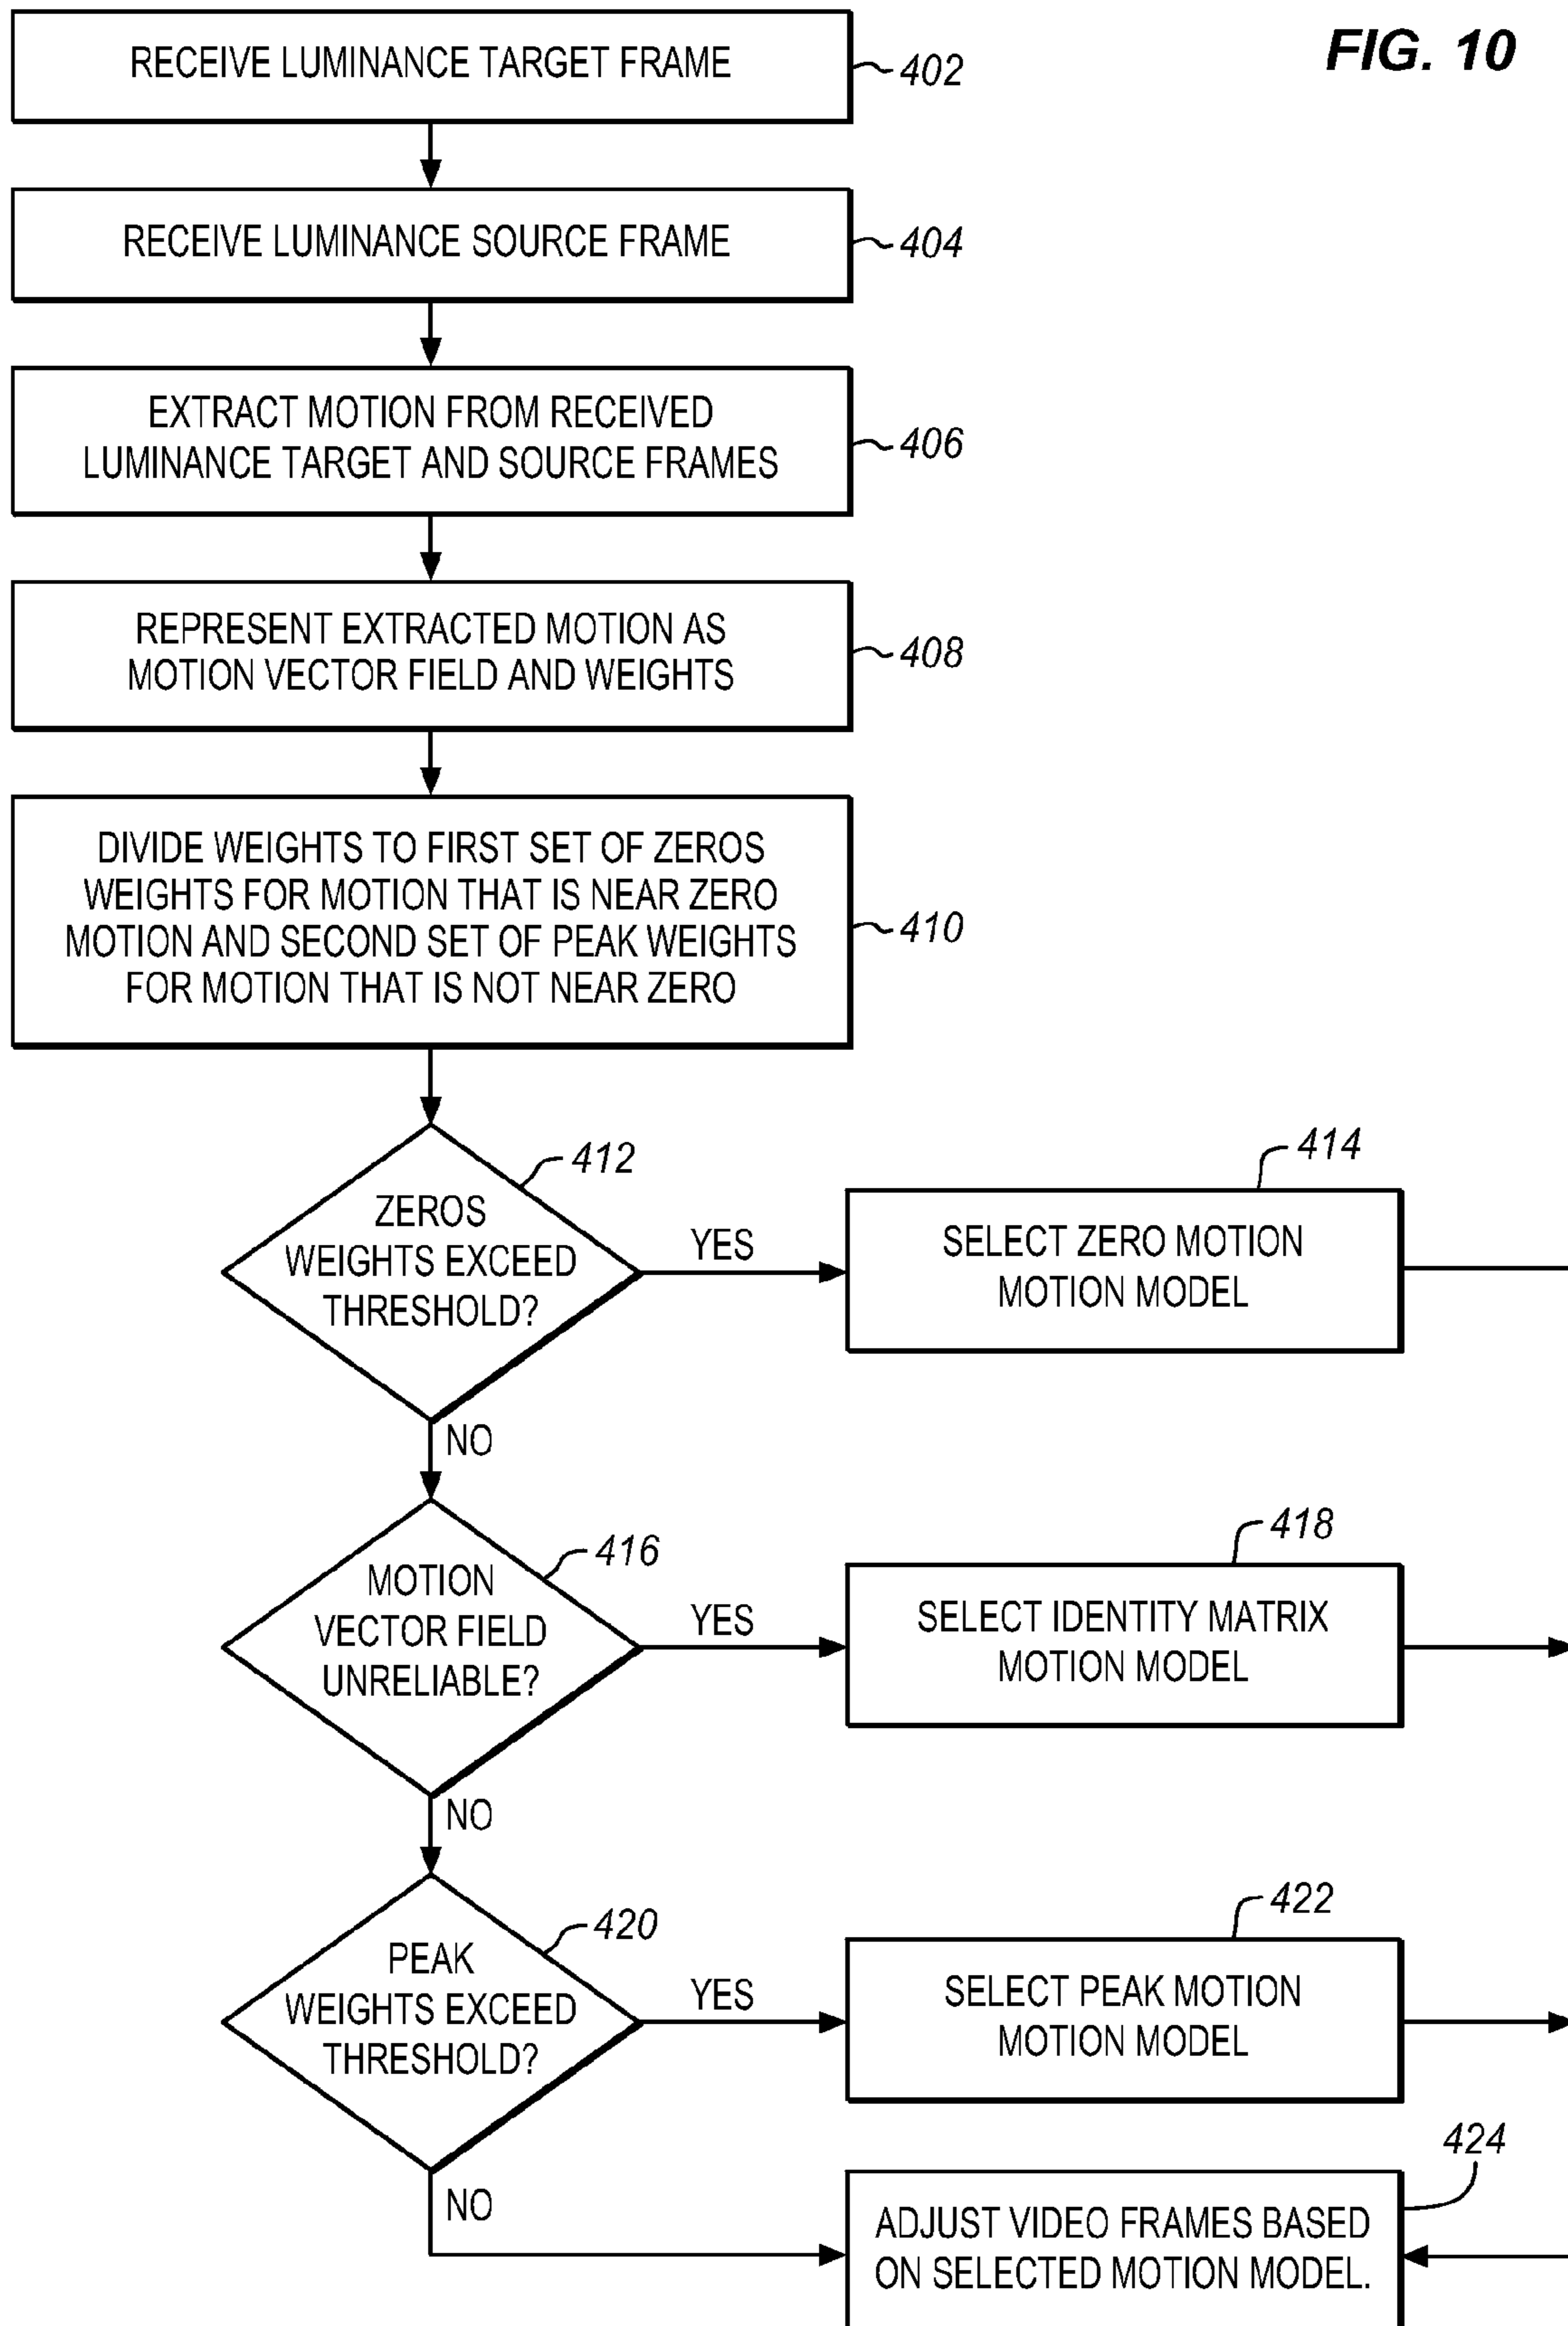 FIG. 10
RECEIVE LUMINANCE TARGET FRAME
402
RECEIVE LUMINANCE SOURCE FRAME
404
EXTRACT MOTION FROM RECEIVED
LUMINANCE TARGET AND SOURCE FRAMES
406
REPRESENT EXTRACTED MOTION AS
MOTION VECTOR FIELD AND WEIGHTS
408
DIVIDE WEIGHTS TO FIRST SET OF ZEROS
WEIGHTS FOR MOTION THAT IS NEAR ZERO
MOTION AND SECOND SET OF PEAK WEIGHTS
FOR MOTION THAT IS NOT NEAR ZERO
410
ZEROS
WEIGHTS EXCEED
THRESHOLD?
412
YES
SELECT ZERO MOTION
MOTION MODEL
414
NO
MOTION
VECTOR FIELD
UNRELIABLE?
416
YES
SELECT IDENTITY MATRIX
MOTION MODEL
418
NO
PEAK
WEIGHTS EXCEED
THRESHOLD?
420
YES
SELECT PEAK MOTION
MOTION MODEL
422
NO
ADJUST VIDEO FRAMES BASED
ON SELECTED MOTION MODEL.
424